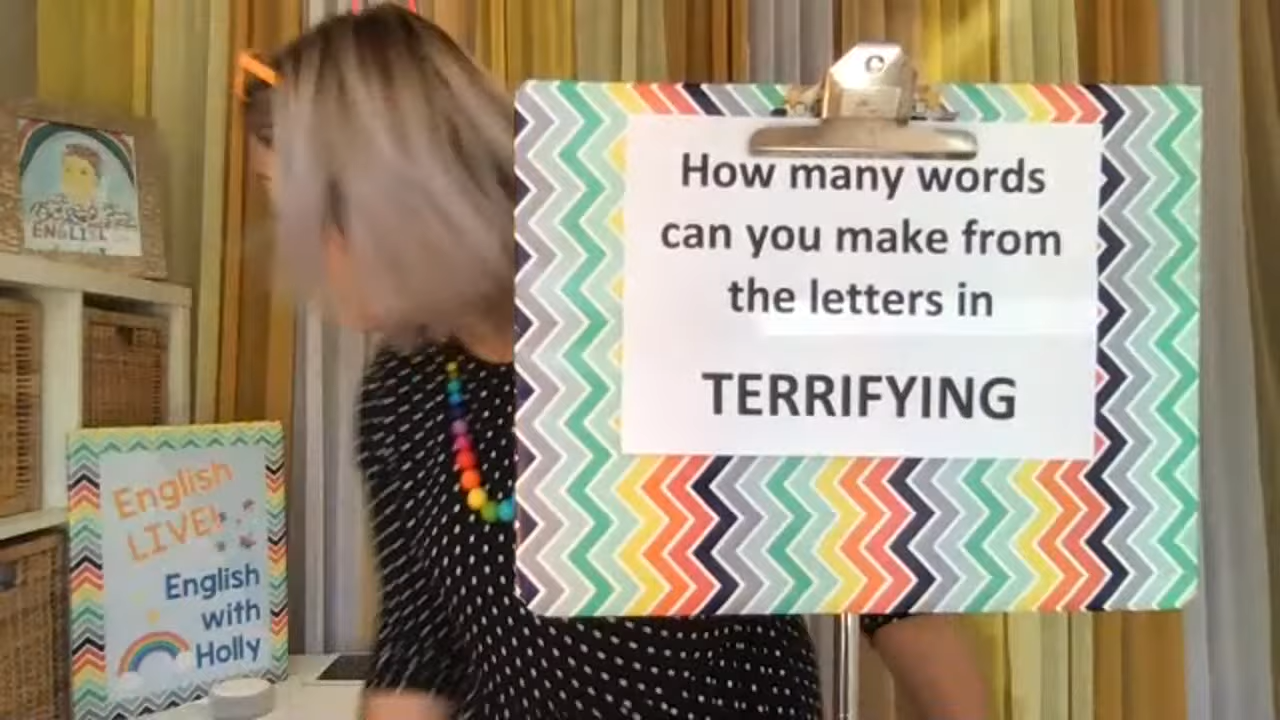 How many words
can you make from
the letters in
TERRIFYING
English
LIVE!
English
with
Holly
ENGLISH